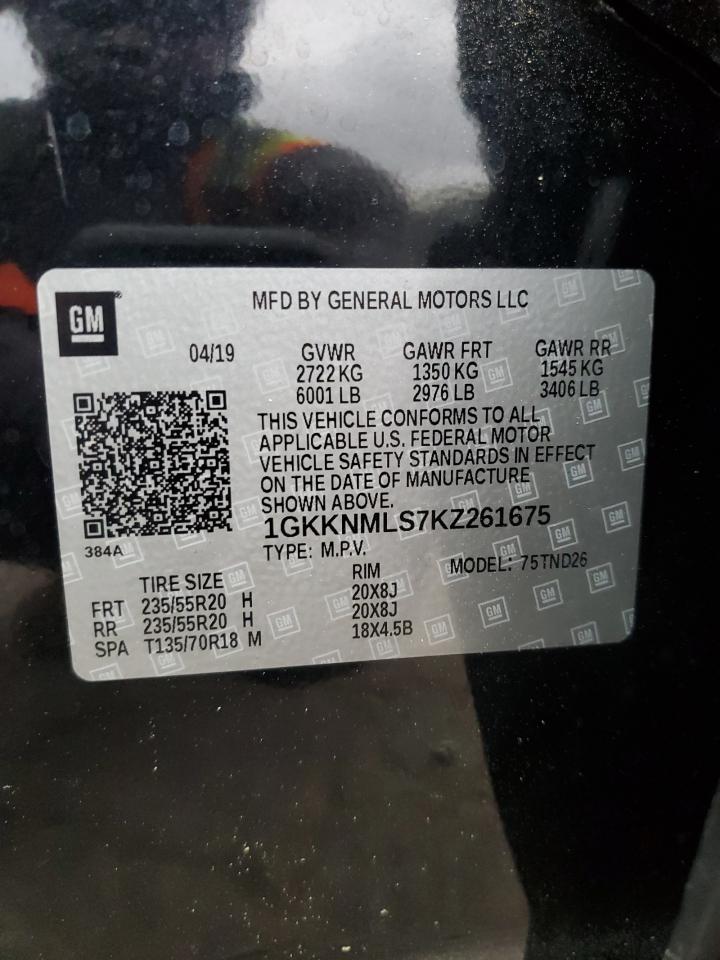 GM
MFD BY GENERAL MOTORS LLC
04/19 GVWR GAWR FRT GAWR RR
2722 KG 1350 KG 1545 KG
6001 LB 2976 LB 3406 LB
THIS VEHICLE CONFORMS TO ALL
APPLICABLE U.S. FEDERAL MOTOR
VEHICLE SAFETY STANDARDS IN EFFECT
ON THE DATE OF MANUFACTURE
SHOWN ABOVE.
1GKKNMLS7KZ261675
384A
TYPE: M.P.V. MODEL: 75TND26
TIRE SIZE RIM
FRT 235/55R20 H 20X8J
RR 235/55R20 H 20X8J
SPA T135/70R18 M 18X4.5B